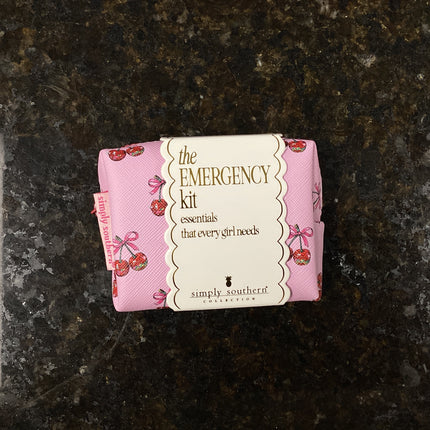 the
EMERGENCY
kit
essentials
that every girl needs
simply southern®
COLLECTION
simply southern